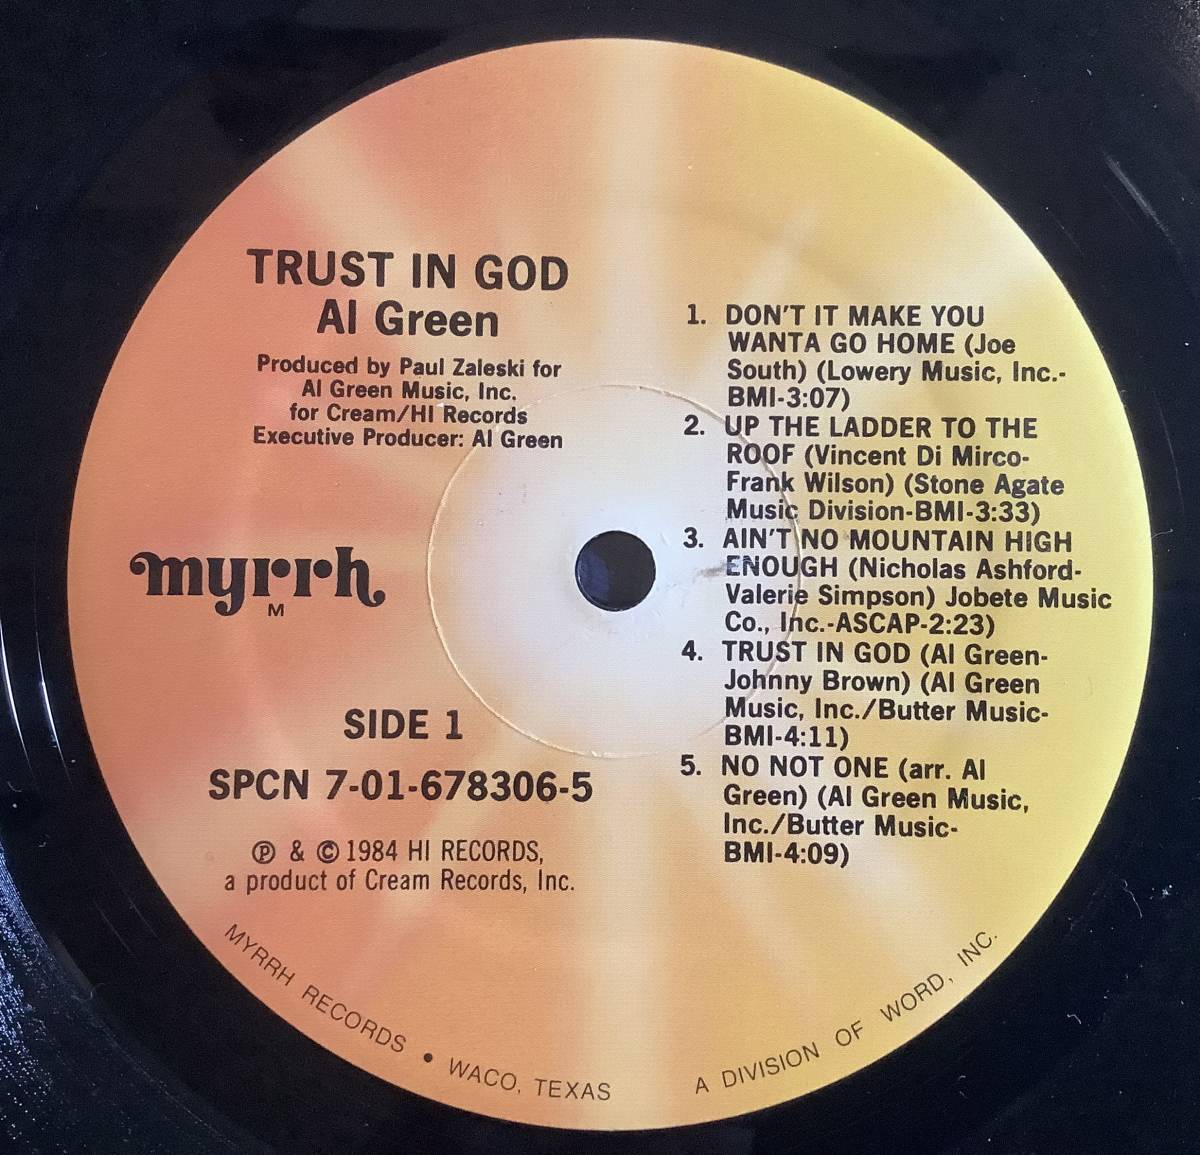 TRUST IN GOD
Al Green
Produced by Paul Zaleski for
Al Green Music, Inc.
for Cream/HI Records
Executive Producer: Al Green
myrrh
M
SIDE 1
SPCN 7-01-678306-5
℗ & © 1984 HI RECORDS,
a product of Cream Records, Inc.
1. DON'T IT MAKE YOU
WANTA GO HOME (Joe
South) (Lowery Music, Inc.-
BMI-3:07)
2. UP THE LADDER TO THE
ROOF (Vincent Di Mirco-
Frank Wilson) (Stone Agate
Music Division-BMI-3:33)
3. AIN'T NO MOUNTAIN HIGH
ENOUGH (Nicholas Ashford-
Valerie Simpson) Jobete Music
Co., Inc.-ASCAP-2:23)
4. TRUST IN GOD (Al Green-
Johnny Brown) (Al Green
Music, Inc./Butter Music-
BMI-4:11)
5. NO NOT ONE (arr. Al
Green) (Al Green Music,
Inc./Butter Music-
BMI-4:09)
MYRRH RECORDS • WACO, TEXAS
A DIVISION OF WORD, INC.